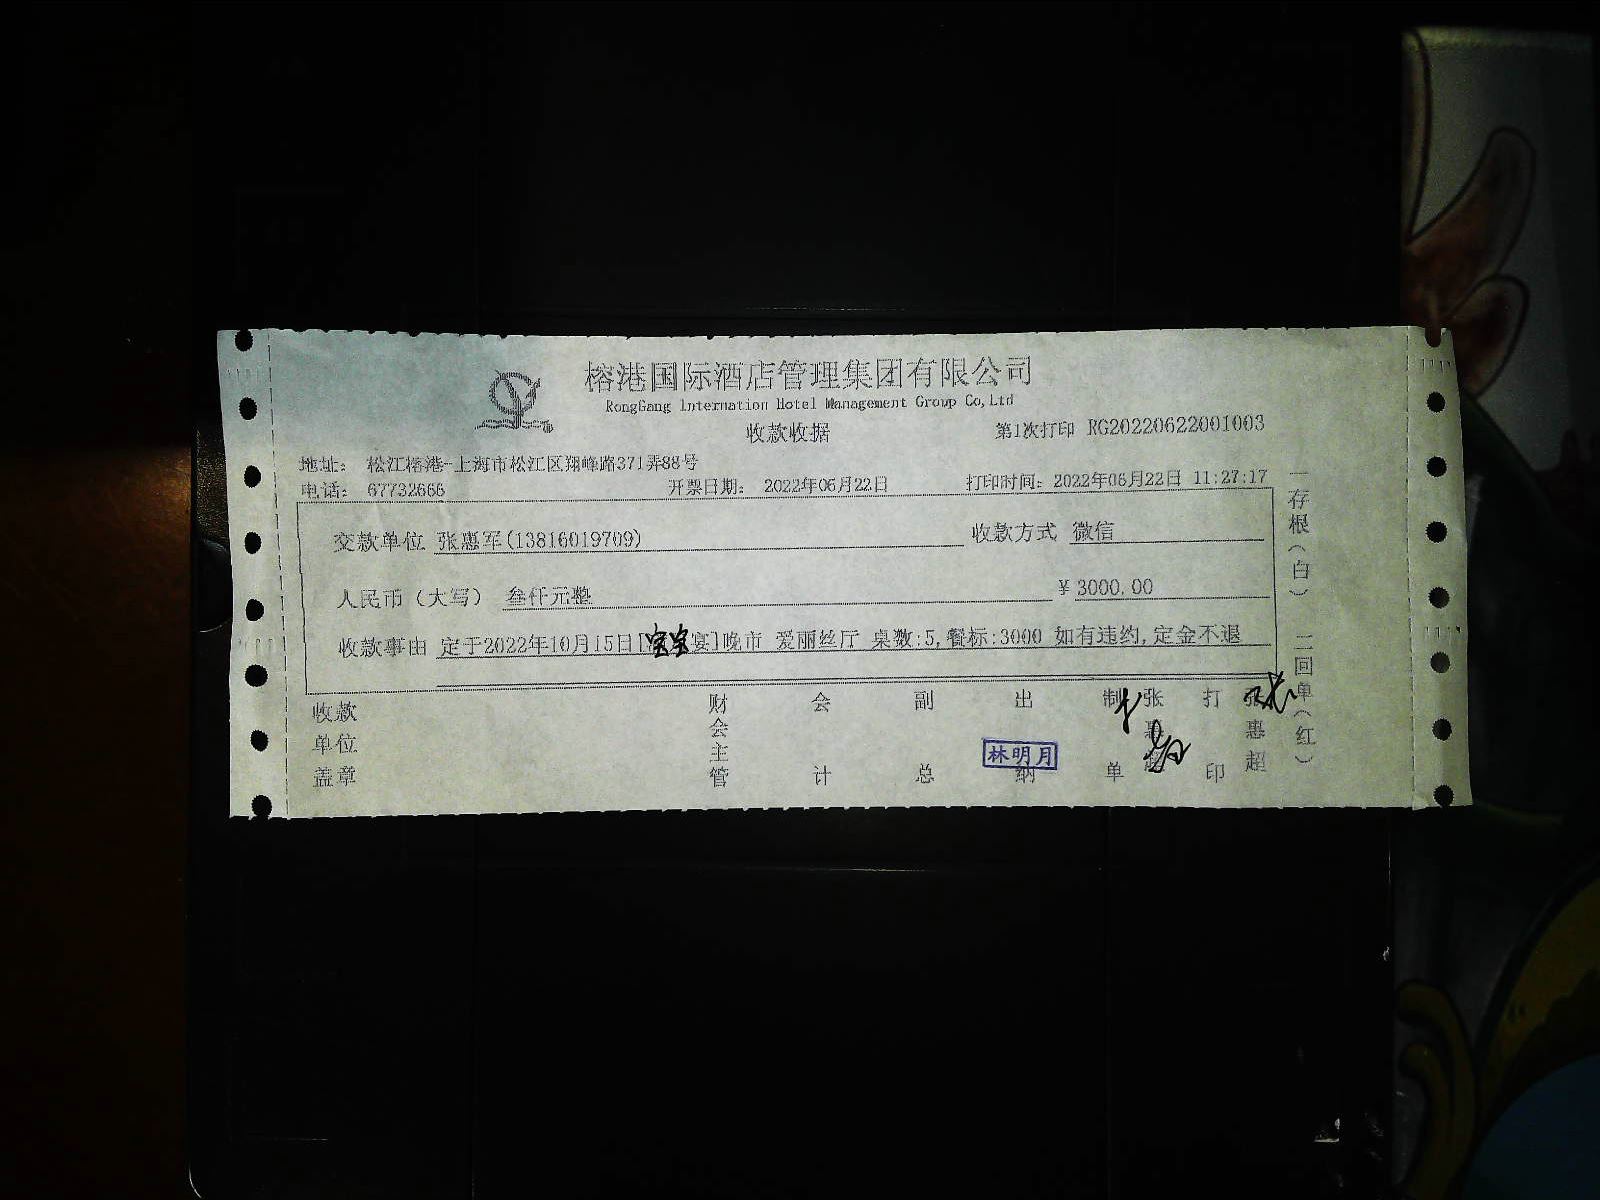 榕港国际酒店管理集团有限公司
RongGang Internation Hotel Management Group Co,Ltd
收款收据
第1次打印 RG20220622001003
地址: 松江榕港-上海市松江区翔峰路371弄88号
电话: 67732666 开票日期: 2022年06月22日 打印时间: 2022年06月22日 11:27:17
交款单位 张惠军(13816019709) 收款方式 微信
人民币(大写) 叁仟元整 ¥3000.00
收款事由 定于2022年10月15日[宝宝宴]晚市 爱丽丝厅 桌数:5,餐标:3000 如有违约,定金不退
收款单位盖章 财会主管 会计 副总 出纳 林明月 制单 张惠超 打印 张惠超
一存根(白) 二回单(红)